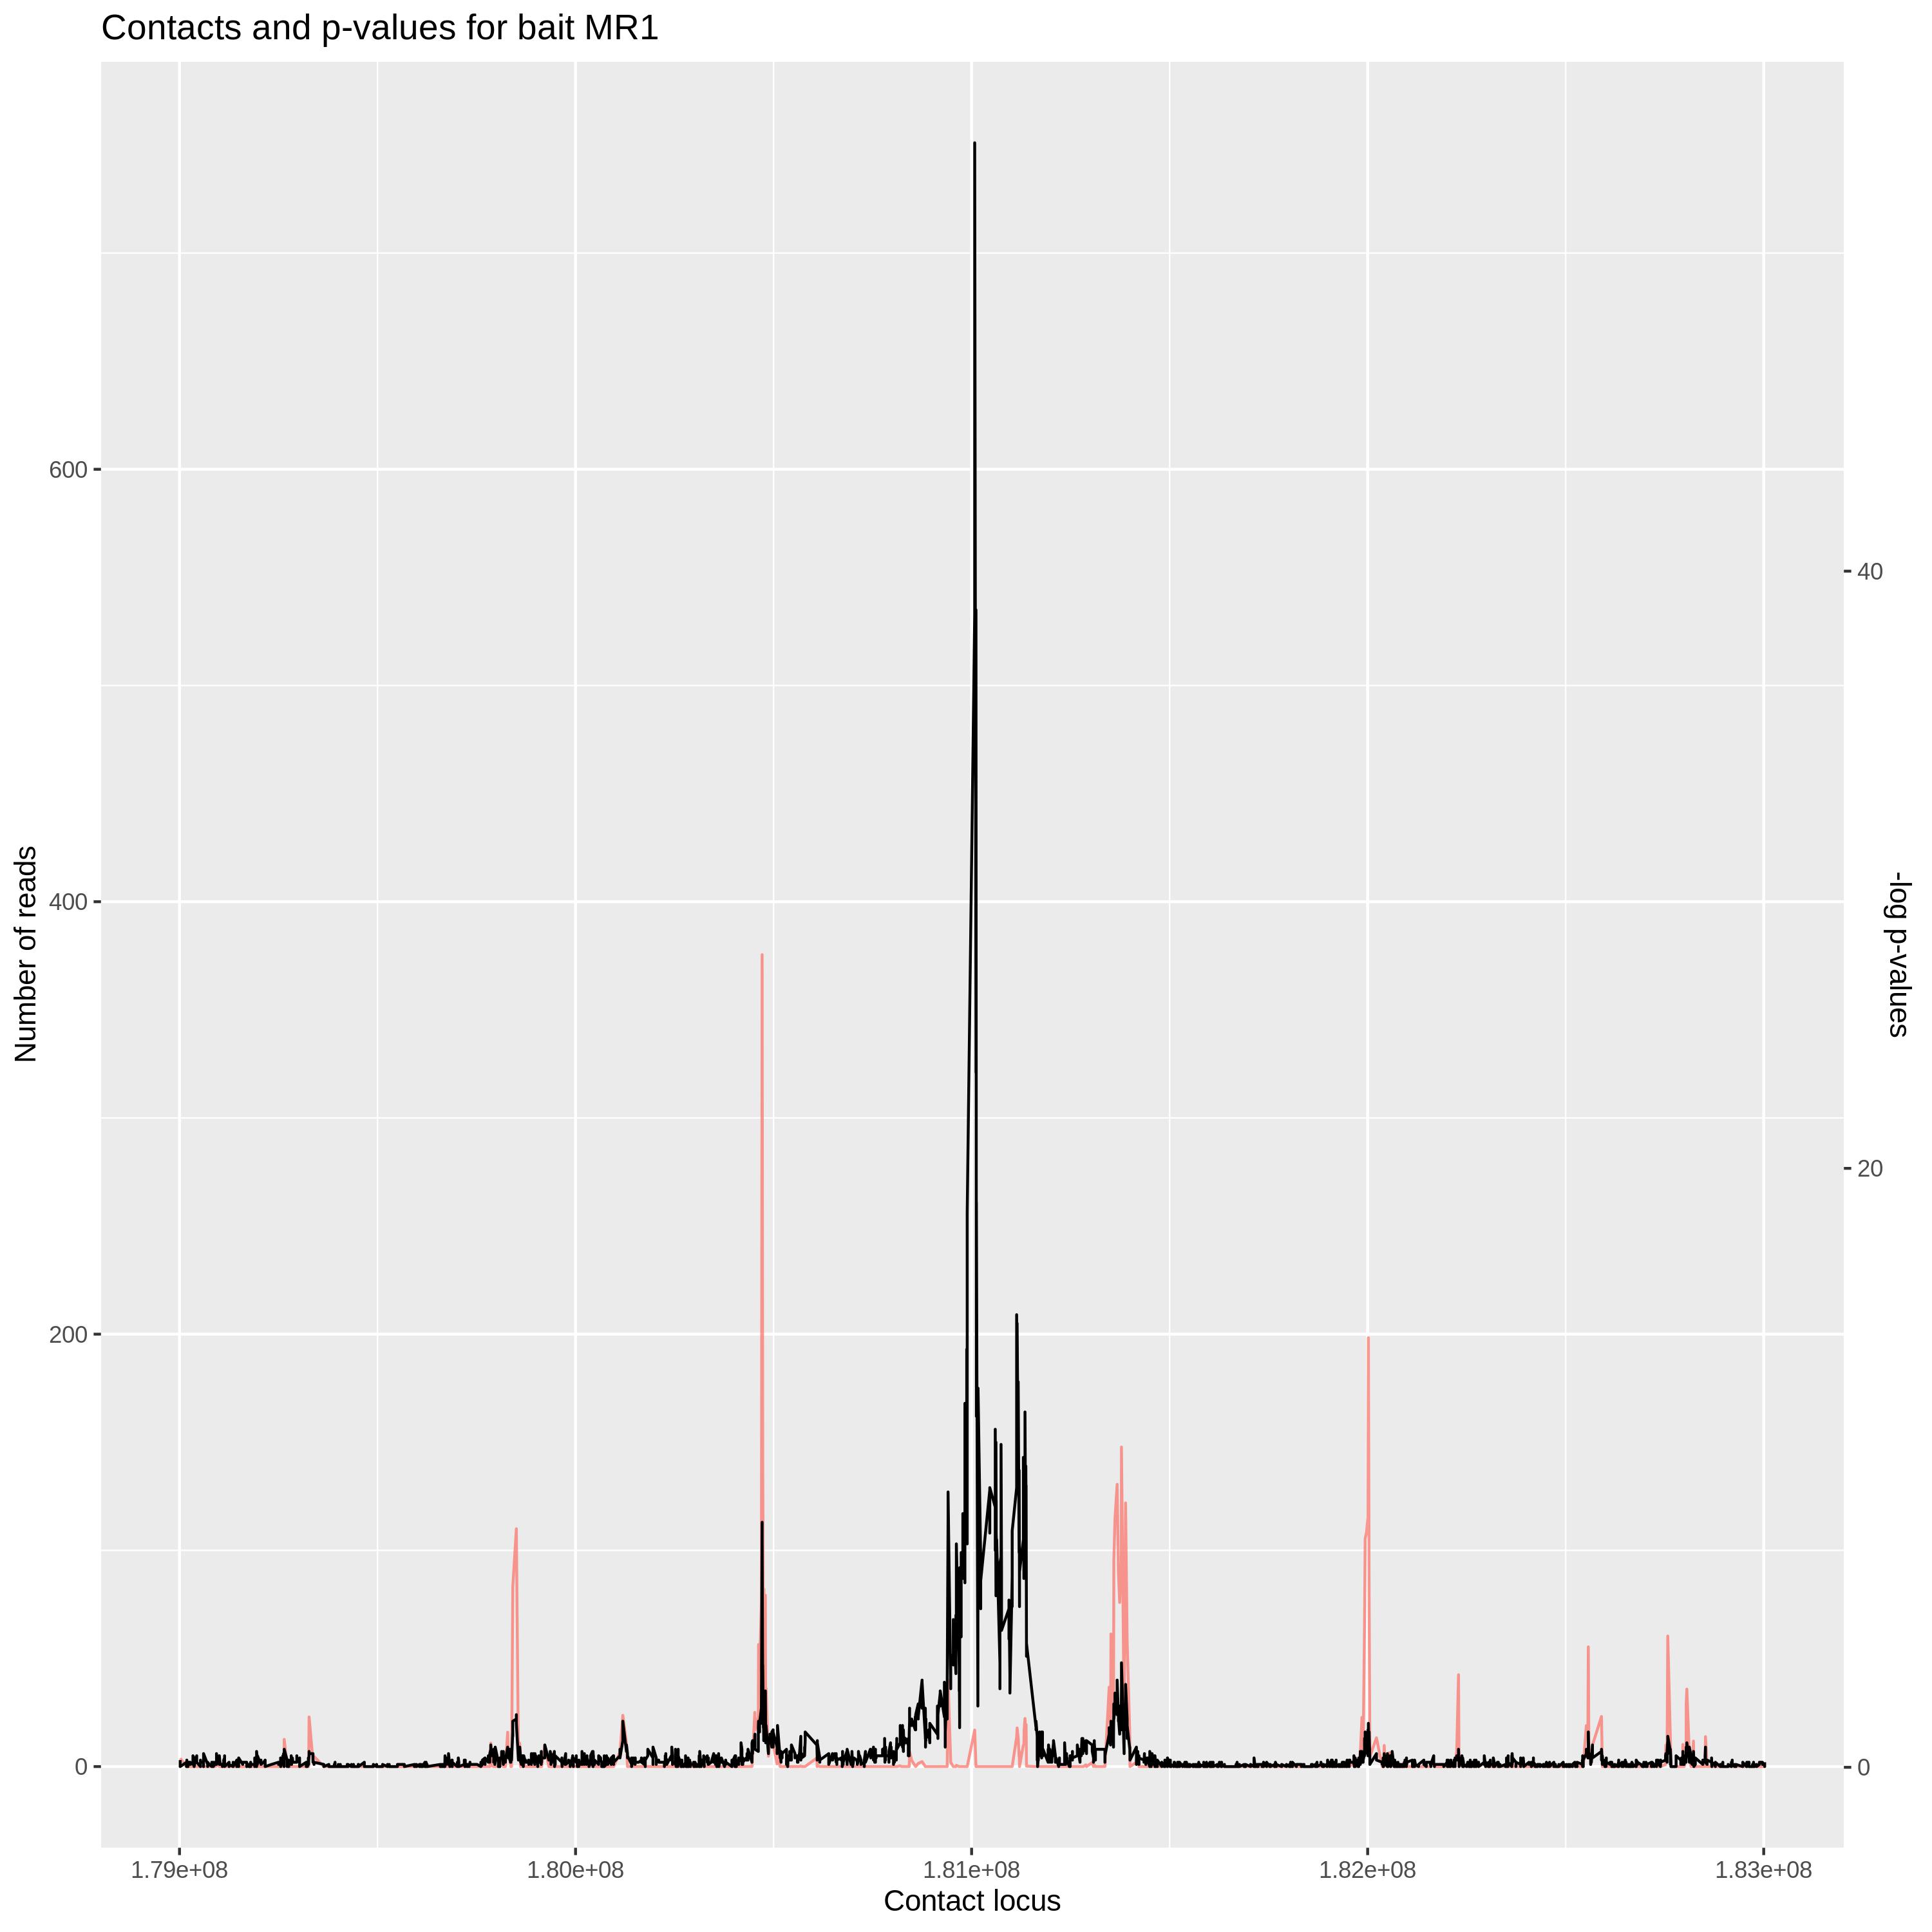 Contacts and p-values for bait MR1
600
400
200
0
Number of reads
40
20
0
-log p-values
1.79e+08
1.80e+08
1.81e+08
1.82e+08
1.83e+08
Contact locus